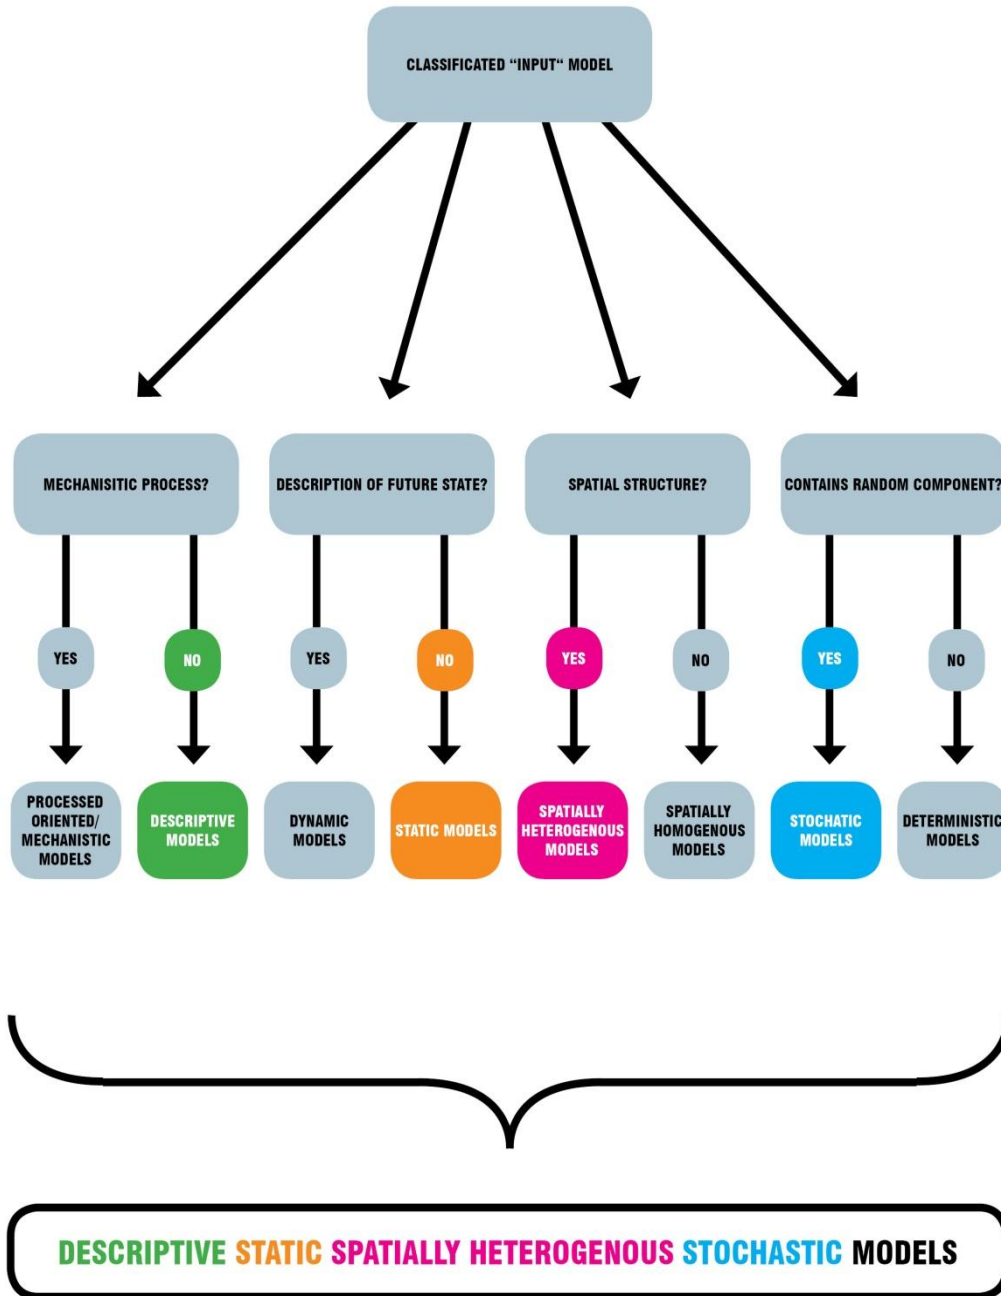 CLASSIFICATED “INPUT“ MODEL
MECHANISITIC PROCESS?
DESCRIPTION OF FUTURE STATE?
SPATIAL STRUCTURE?
CONTAINS RANDOM COMPONENT?
YES
NO
YES
NO
YES
NO
YES
NO
PROCESSED
ORIENTED/
MECHANISTIC
MODELS
DESCRIPTIVE
MODELS
DYNAMIC
MODELS
STATIC MODELS
SPATIALLY
HETEROGENOUS
MODELS
SPATIALLY
HOMOGENOUS
MODELS
STOCHATIC
MODELS
DETERMINISTIC
MODELS
DESCRIPTIVE STATIC SPATIALLY HETEROGENOUS STOCHASTIC MODELS